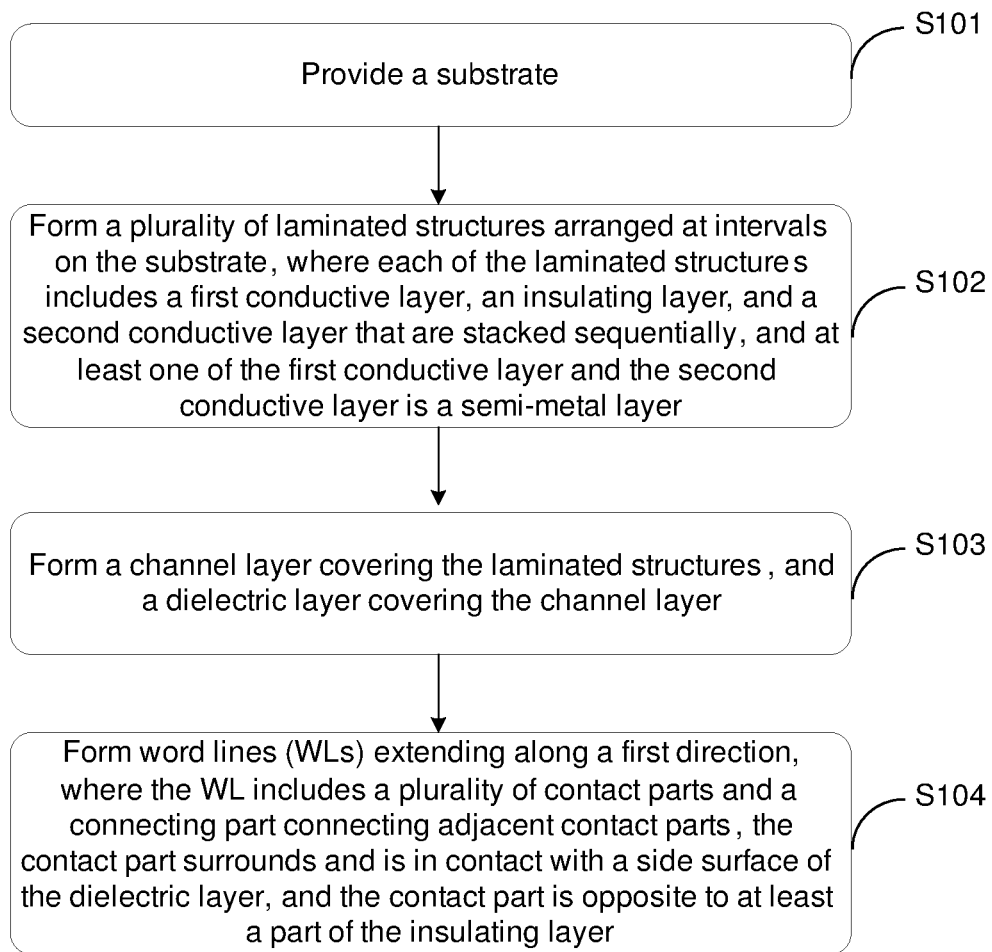 S101
Provide a substrate
Form a plurality of laminated structures arranged at intervals
on the substrate, where each of the laminated structures
includes a first conductive layer, an insulating layer, and a
second conductive layer that are stacked sequentially, and at
least one of the first conductive layer and the second
conductive layer is a semi-metal layer
S102
Form a channel layer covering the laminated structures, and
a dielectric layer covering the channel layer
S103
Form word lines (WLs) extending along a first direction,
where the WL includes a plurality of contact parts and a
connecting part connecting adjacent contact parts, the
contact part surrounds and is in contact with a side surface of
the dielectric layer, and the contact part is opposite to at least
a part of the insulating layer
S104